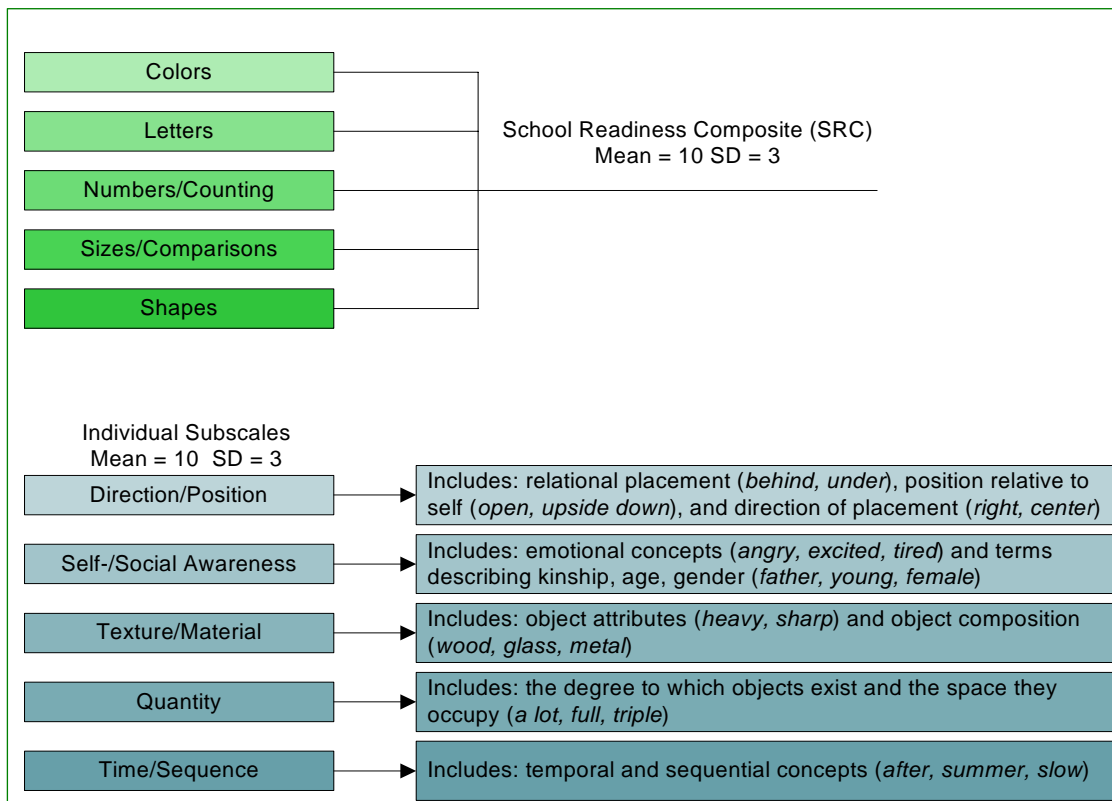 Colors
Letters
School Readiness Composite (SRC)
Mean = 10 SD = 3
Numbers/Counting
Sizes/Comparisons
Shapes
Individual Subscales
Mean = 10 SD = 3
Direction/Position
Includes: relational placement (behind, under), position relative to
self (open, upside down), and direction of placement (right, center)
Self-/Social Awareness
Includes: emotional concepts (angry, excited, tired) and terms
describing kinship, age, gender (father, young, female)
Texture/Material
Includes: object attributes (heavy, sharp) and object composition
(wood, glass, metal)
Quantity
Includes: the degree to which objects exist and the space they
occupy (a lot, full, triple)
Time/Sequence
Includes: temporal and sequential concepts (after, summer, slow)